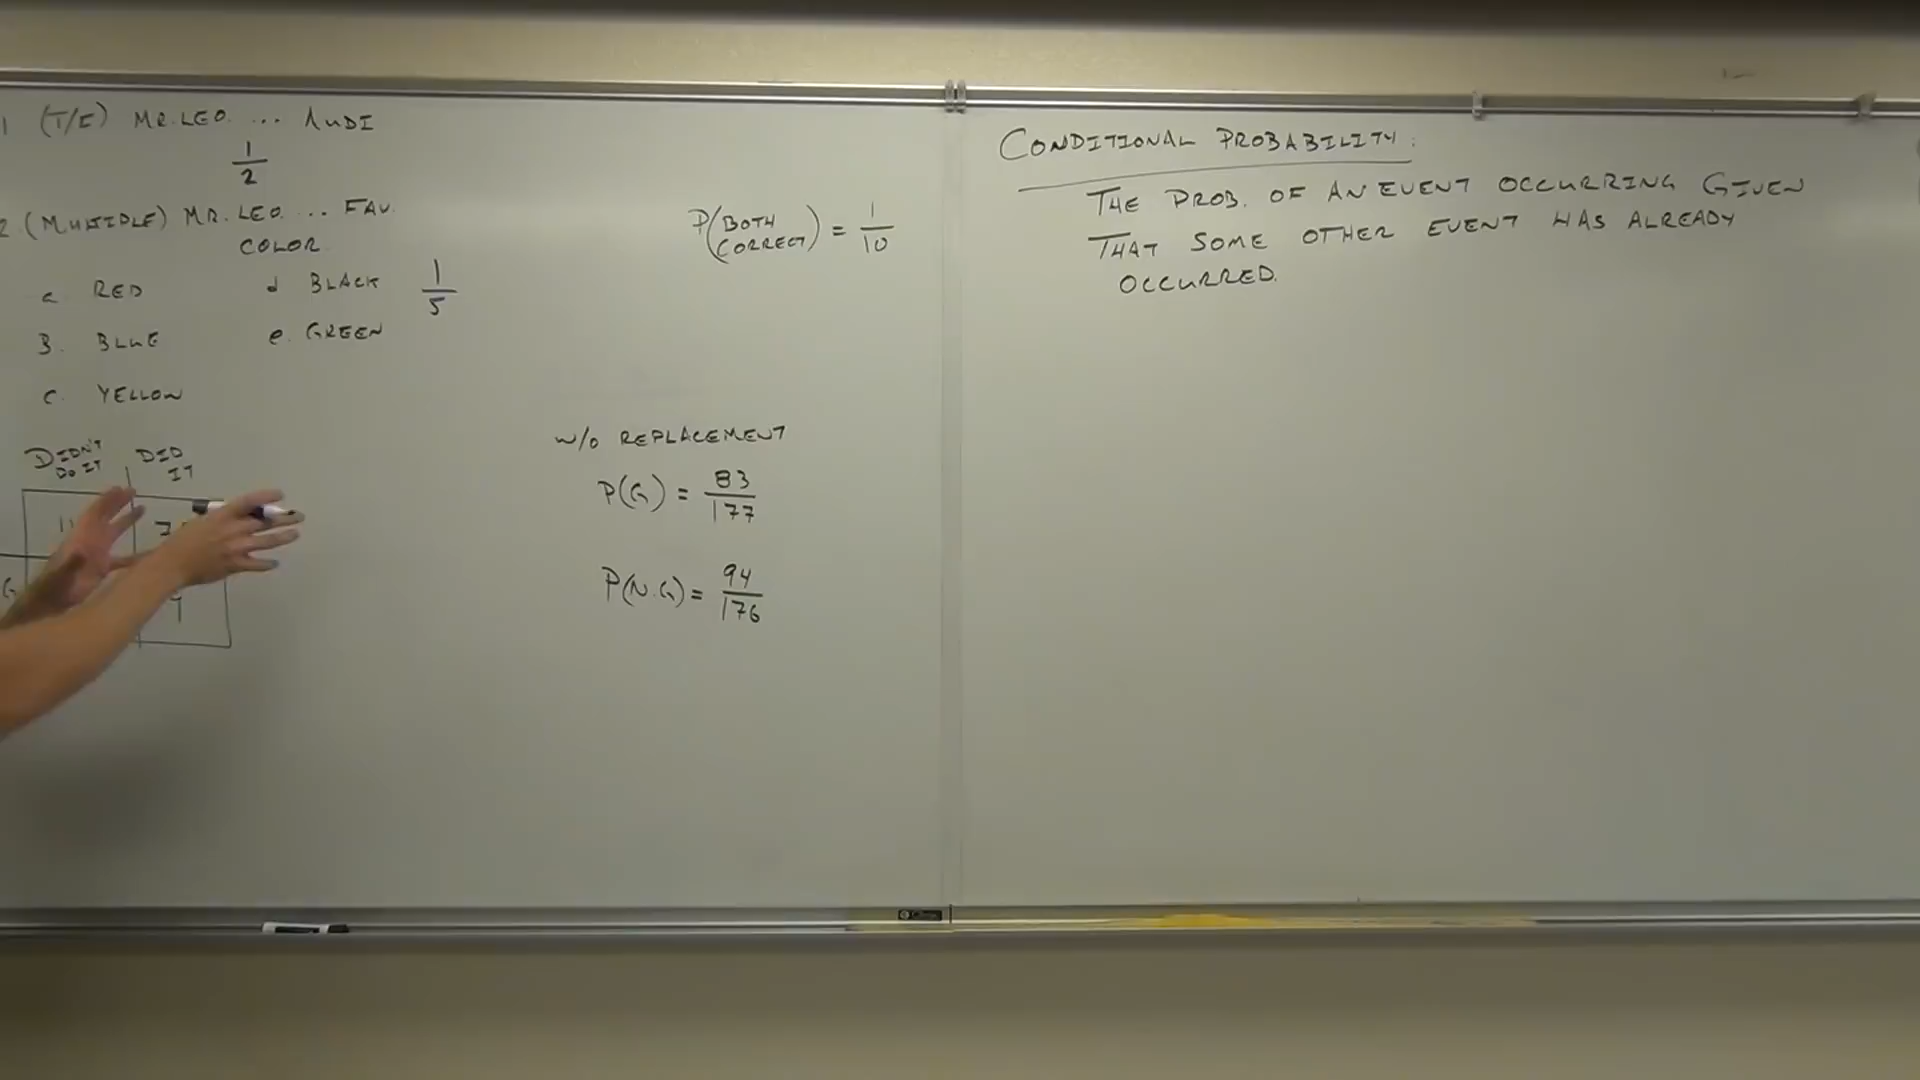 1 (T/F) MR. LEO. ... AUDI
1/2
2. (MULTIPLE) MR. LEO. ... FAV.
COLOR
a RED
d BLACK
1/5
B. BLUE
e. GREEN
C. YELLOW
DIDN'T DO IT
DID IT
G
P(BOTH CORRECT) = 1/10
W/O REPLACEMENT
P(G) = 83/177
P(N.G) = 94/176
CONDITIONAL PROBABILITY:
THE PROB. OF AN EVENT OCCURRING GIVEN
THAT SOME OTHER EVENT HAS ALREADY
OCCURRED.